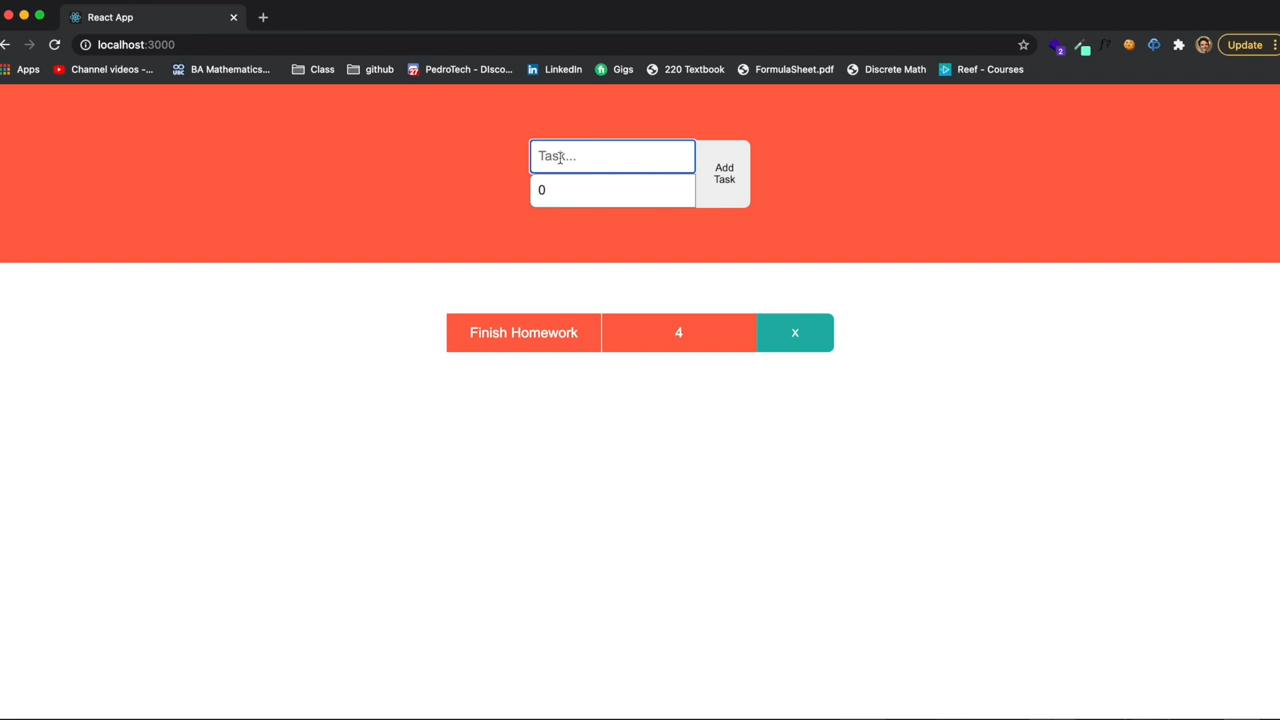 React App
localhost:3000
Update
Apps
Channel videos -...
BA Mathematics...
Class
github
PedroTech - DIsco...
LinkedIn
Gigs
220 Textbook
FormulaSheet.pdf
Discrete Math
Reef - Courses
Task...
0
Add
Task
Finish Homework
4
x